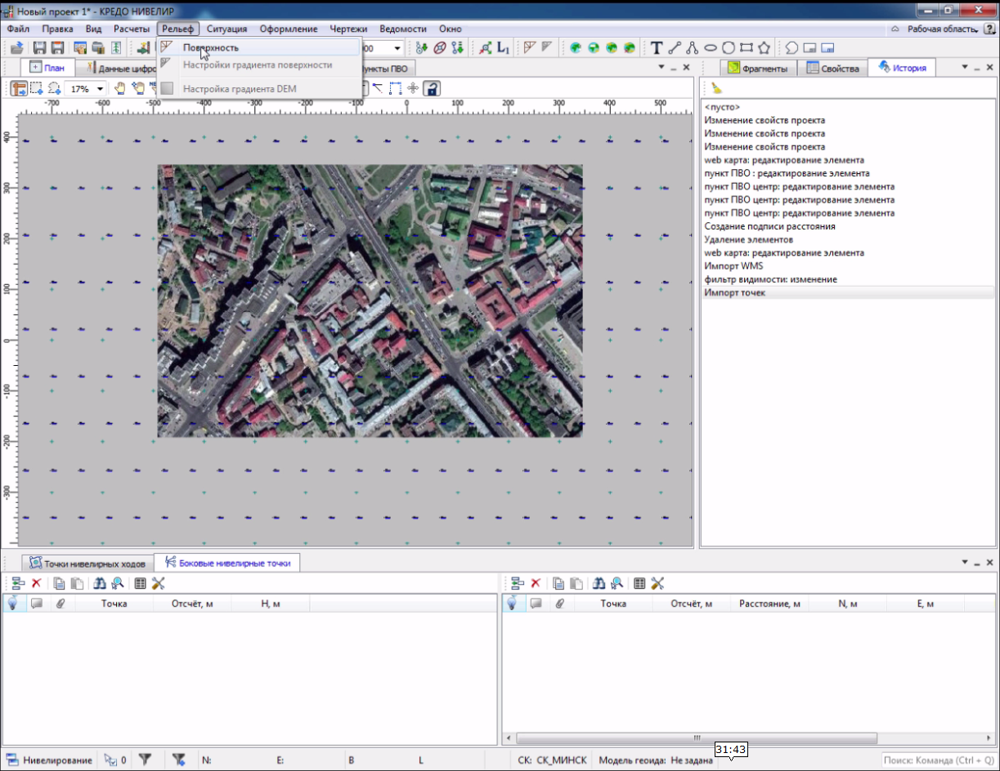 Новый проект 1* - КРЕДО НИВЕЛИР
Файл Правка Вид Расчеты Рельеф Ситуация Оформление Чертежи Ведомости Окно Рабочая область
Поверхность
Настройки градиента поверхности
Настройка градиента DEM
План Данные цифро нкты ПВО Фрагменты Свойства История
17%
-700 -600 -500 -400 -300 -200 -100 0 100 200 300 400 500
400
300
200
100
0
-100
-200
-300
<пусто>
Изменение свойств проекта
Изменение свойств проекта
Изменение свойств проекта
web карта: редактирование элемента
пункт ПВО : редактирование элемента
пункт ПВО центр: редактирование элемента
пункт ПВО центр: редактирование элемента
пункт ПВО центр: редактирование элемента
Создание подписи расстояния
Удаление элементов
web карта: редактирование элемента
Импорт WMS
фильтр видимости: изменение
Импорт точек
Точки нивелирных ходов Боковые нивелирные точки
Точка Отсчёт, м Н, м
Точка Отсчёт, м Расстояние, м N, м E, м
31:43
Нивелирование 0 N: E: B L СК: СК_МИНСК Модель геоида: Не задана Поиск: Команда (Ctrl + Q)